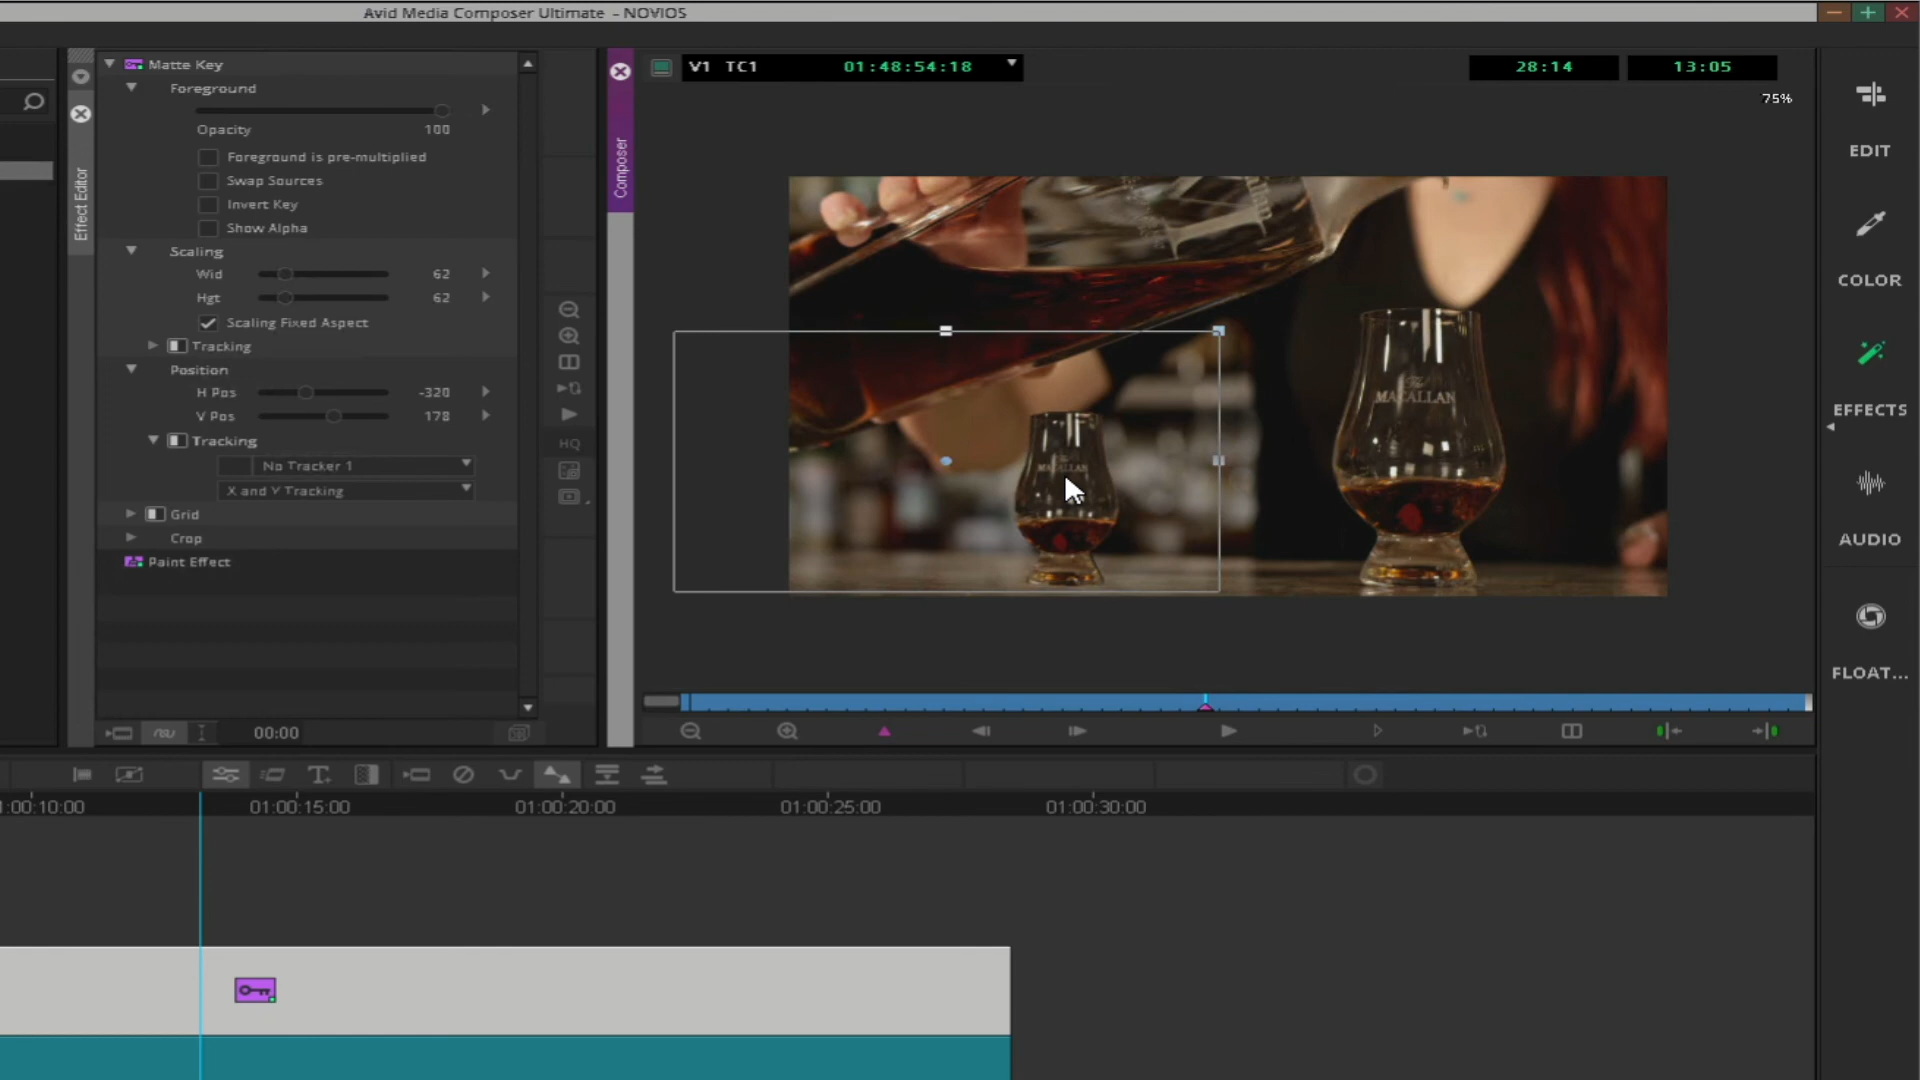 Avid Media Composer Ultimate - NOVIOS
Matte Key
Foreground
Opacity 100
Foreground is pre-multiplied
Swap Sources
Invert Key
Show Alpha
Scaling
Wid 62
Hgt 62
Scaling Fixed Aspect
Tracking
Position
H Pos -320
V Pos 178
Tracking
No Tracker 1
X and Y Tracking
Grid
Crop
Paint Effect
00:00
Effect Editor
HQ
Composer
V1 TC1 01:48:54:18
28:14 13:05
75%
The
MACALLAN
The
MACALLAN
EDIT
COLOR
EFFECTS
AUDIO
FLOAT...
1:00:10:00 01:00:15:00 01:00:20:00 01:00:25:00 01:00:30:00